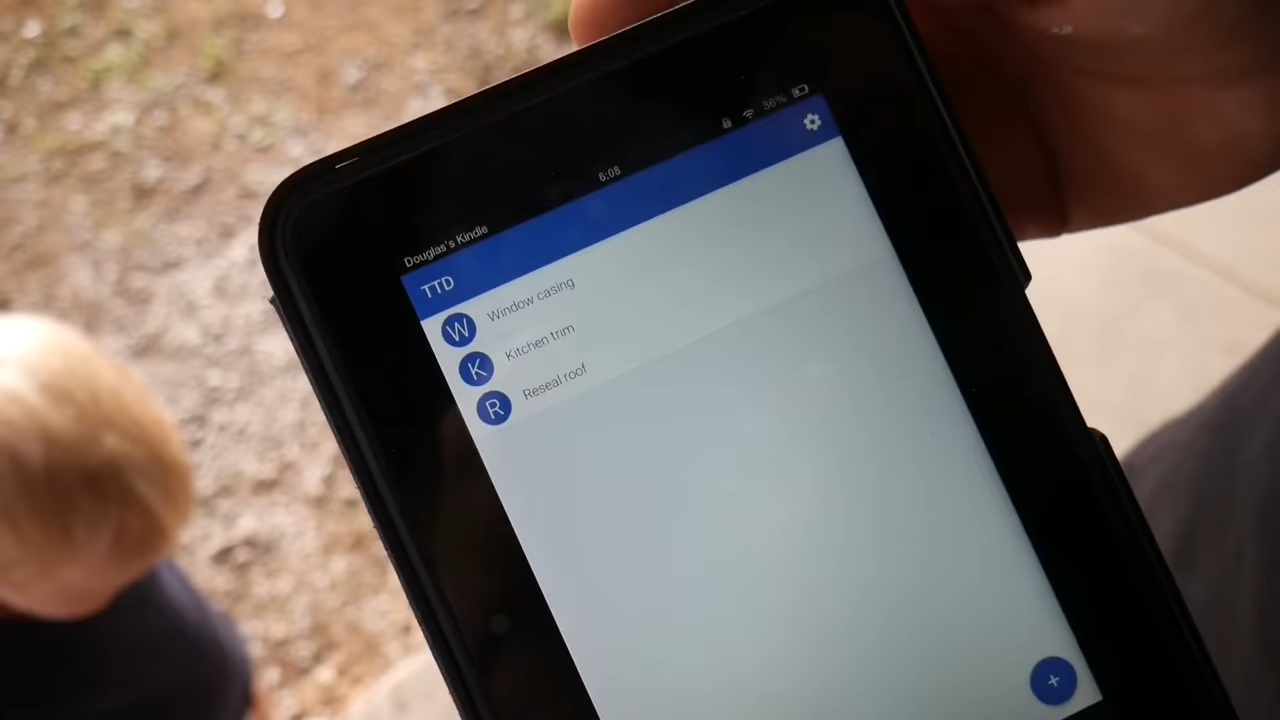 Douglas's Kindle 6:08 36%
TTD
W Window casing
K Kitchen trim
R Reseal roof
+